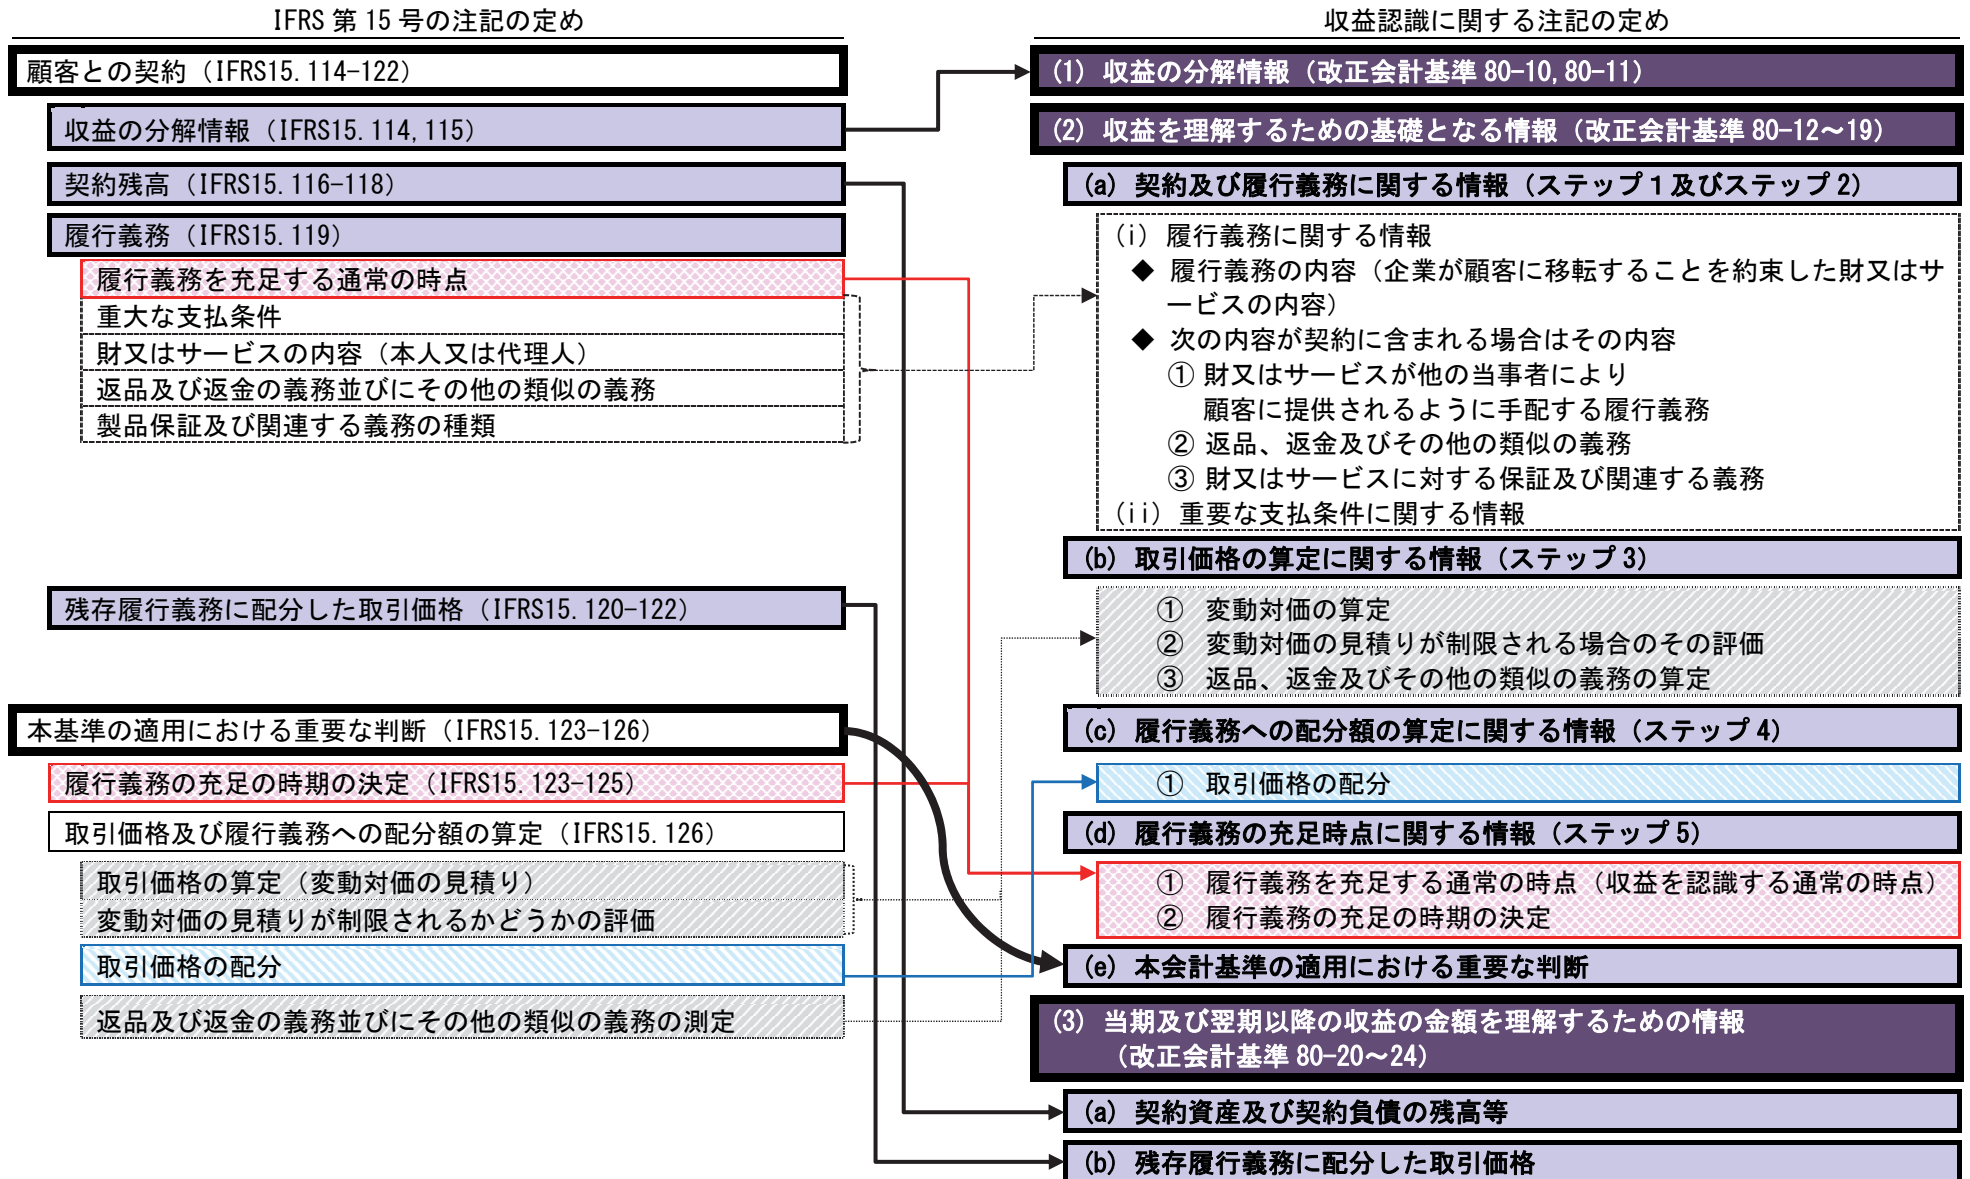 IFRS 第 15 号の注記の定め
顧客との契約（IFRS15. 114-122）
収益の分解情報（IFRS15. 114, 115）
契約残高（IFRS15. 116-118）
履行義務（IFRS15. 119）
履行義務を充足する通常の時点
重大な支払条件
財又はサービスの内容（本人又は代理人）
返品及び返金の義務並びにその他の類似の義務
製品保証及び関連する義務の種類
残存履行義務に配分した取引価格（IFRS15. 120-122）
本基準の適用における重要な判断（IFRS15. 123-126）
履行義務の充足の時期の決定（IFRS15. 123-125）
取引価格及び履行義務への配分額の算定（IFRS15. 126）
取引価格の算定（変動対価の見積り）
変動対価の見積りが制限されるかどうかの評価
取引価格の配分
返品及び返金の義務並びにその他の類似の義務の測定
収益認識に関する注記の定め
(1) 収益の分解情報（改正会計基準 80-10, 80-11）
(2) 収益を理解するための基礎となる情報（改正会計基準 80-12～19）
(a) 契約及び履行義務に関する情報（ステップ 1 及びステップ 2）
(i) 履行義務に関する情報
◆ 履行義務の内容（企業が顧客に移転することを約束した財又はサ
ービスの内容）
◆ 次の内容が契約に含まれる場合はその内容
① 財又はサービスが他の当事者により
顧客に提供されるように手配する履行義務
② 返品、返金及びその他の類似の義務
③ 財又はサービスに対する保証及び関連する義務
(ii) 重要な支払条件に関する情報
(b) 取引価格の算定に関する情報（ステップ 3）
① 変動対価の算定
② 変動対価の見積りが制限される場合のその評価
③ 返品、返金及びその他の類似の義務の算定
(c) 履行義務への配分額の算定に関する情報（ステップ 4）
① 取引価格の配分
(d) 履行義務の充足時点に関する情報（ステップ 5）
① 履行義務を充足する通常の時点（収益を認識する通常の時点）
② 履行義務の充足の時期の決定
(e) 本会計基準の適用における重要な判断
(3) 当期及び翌期以降の収益の金額を理解するための情報
（改正会計基準 80-20～24）
(a) 契約資産及び契約負債の残高等
(b) 残存履行義務に配分した取引価格